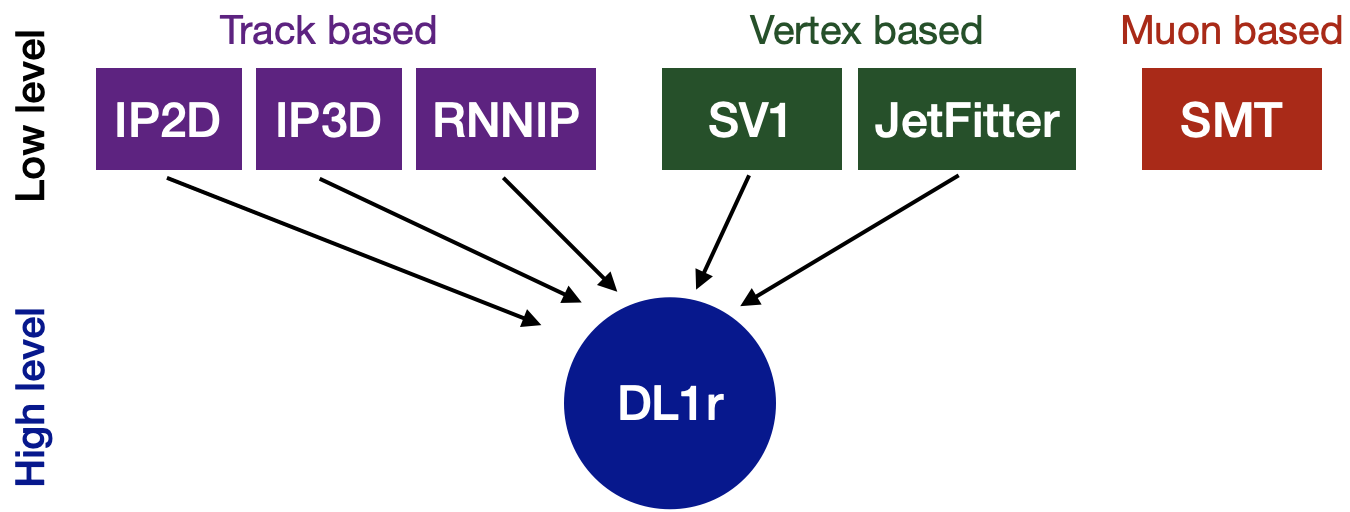 Track based
Vertex based
Muon based
Low level
IP2D
IP3D
RNNIP
SV1
JetFitter
SMT
High level
DL1r